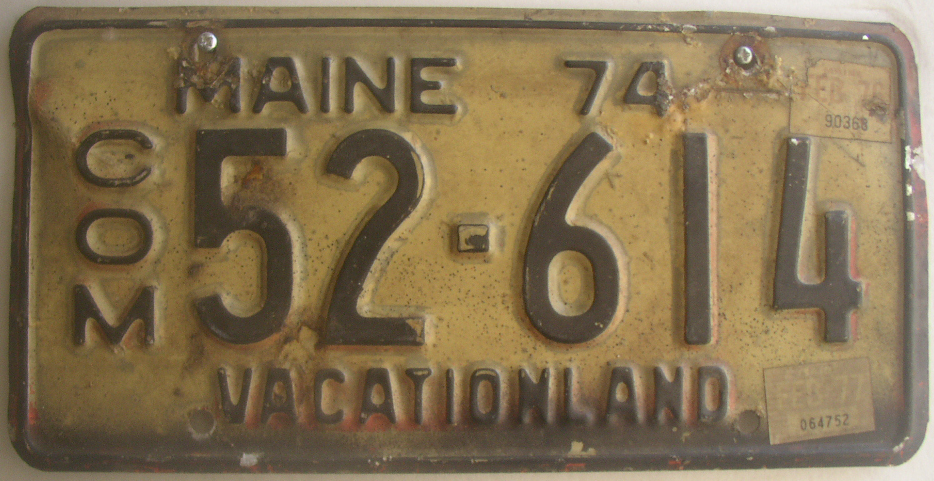 MAINE 74
COM
52-614
90368
VACATIONLAND
064752